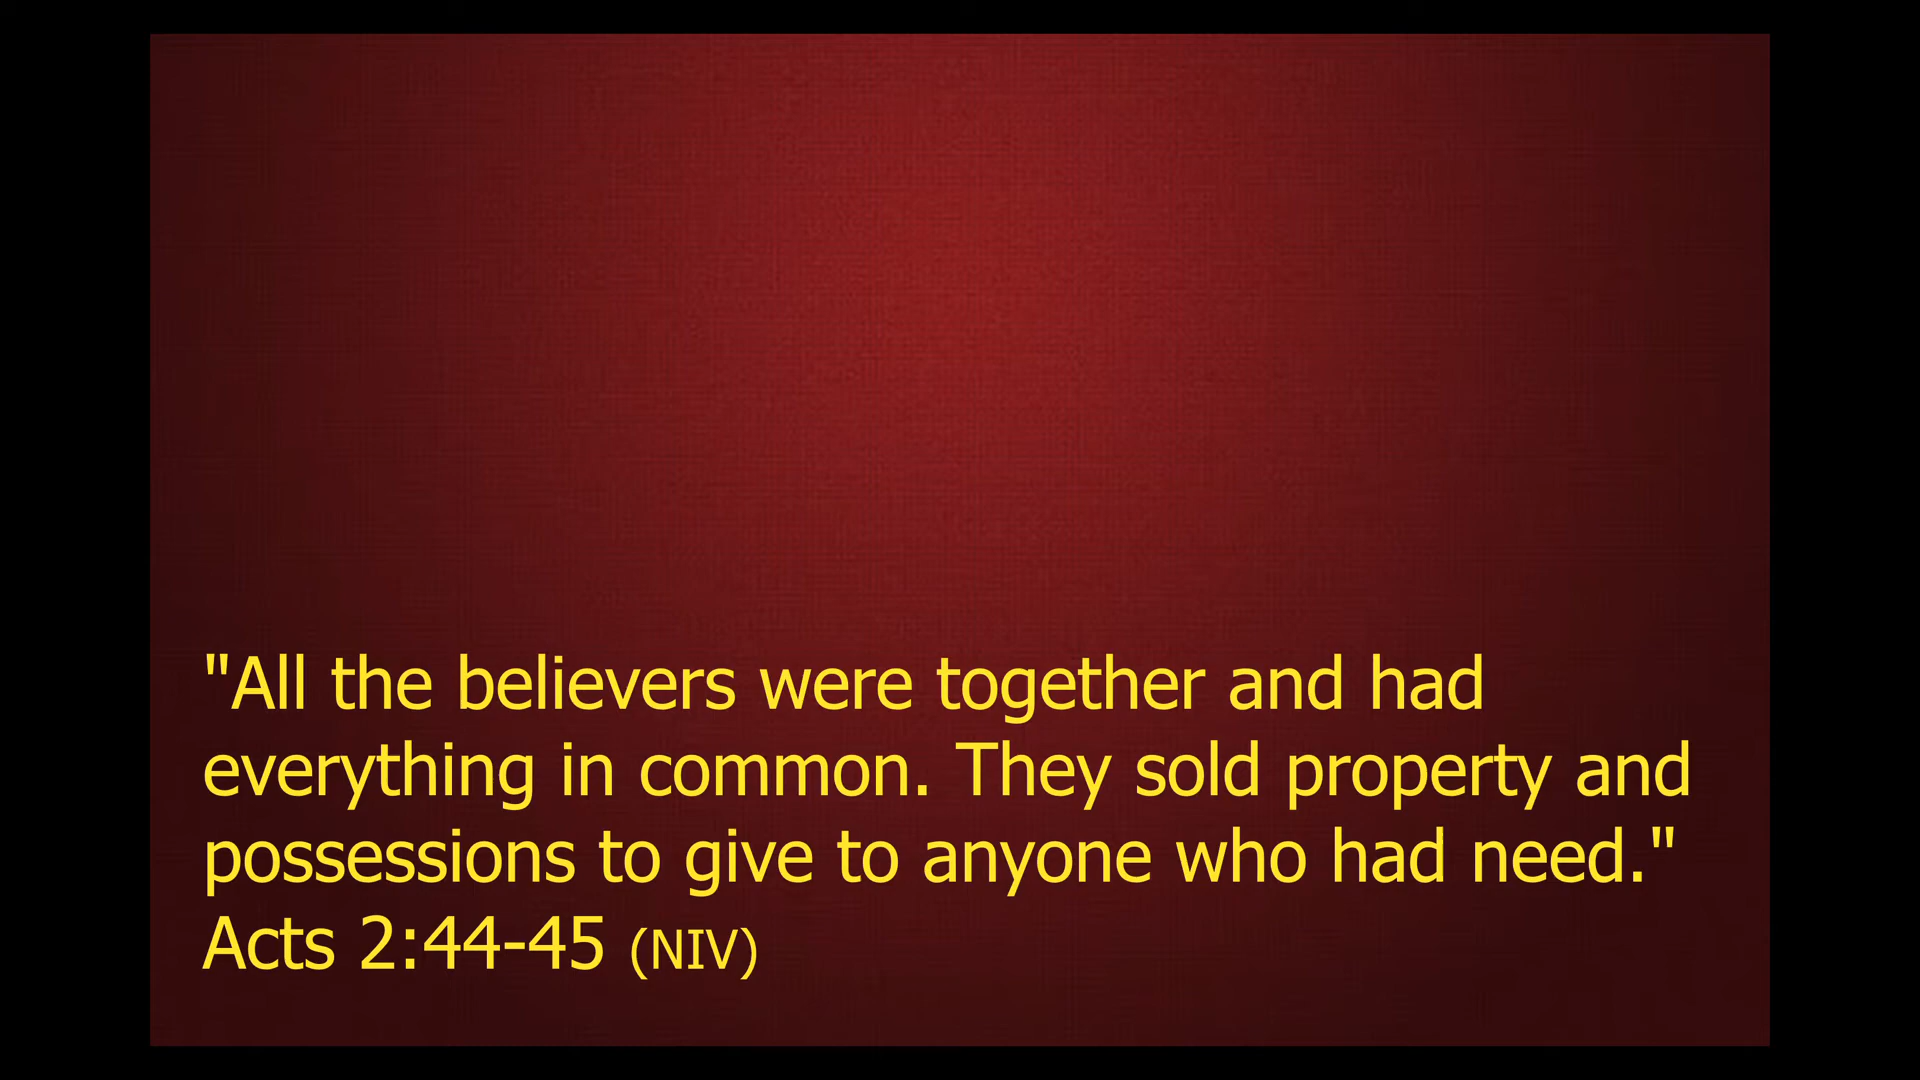 "All the believers were together and had
everything in common. They sold property and
possessions to give to anyone who had need."
Acts 2:44-45 (NIV)